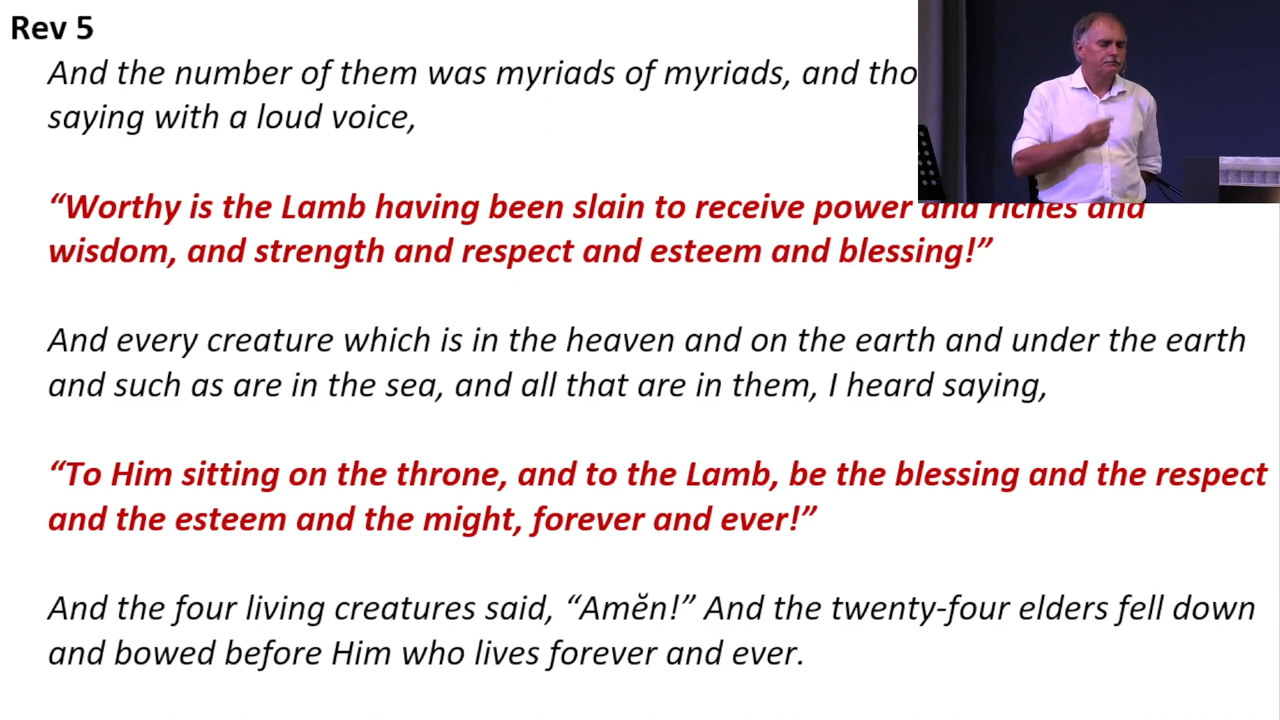 Rev 5
And the number of them was myriads of myriads, and
saying with a loud voice,
“Worthy is the Lamb having been slain to receive power and riches and
wisdom, and strength and respect and esteem and blessing!”
And every creature which is in the heaven and on the earth and under the earth
and such as are in the sea, and all that are in them, I heard saying,
“To Him sitting on the throne, and to the Lamb, be the blessing and the respect
and the esteem and the might, forever and ever!”
And the four living creatures said, “Amĕn!” And the twenty-four elders fell down
and bowed before Him who lives forever and ever.